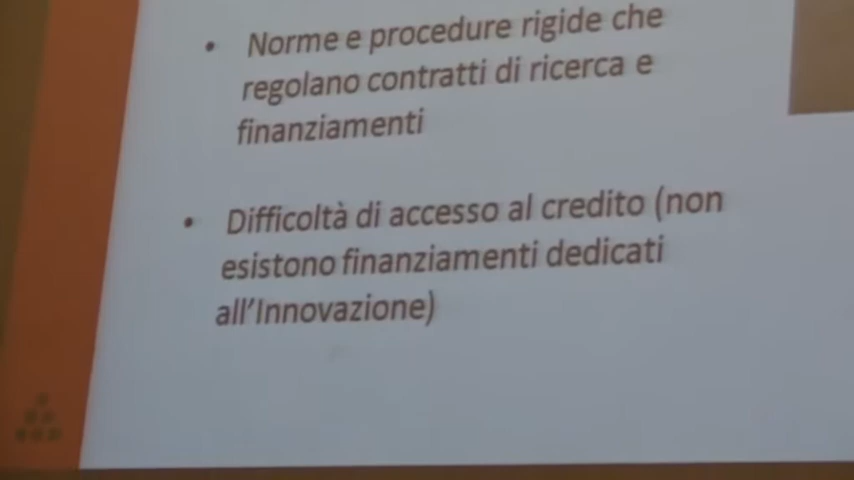 • Norme e procedure rigide che
regolano contratti di ricerca e
finanziamenti
• Difficoltà di accesso al credito (non
esistono finanziamenti dedicati
all'Innovazione)